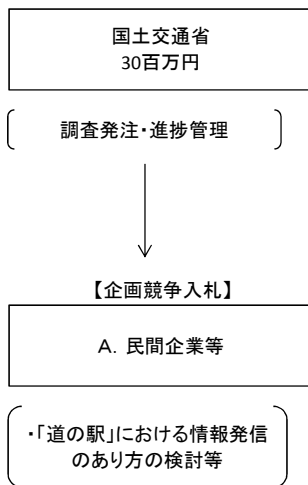 国土交通省
30百万円
調査発注・進捗管理
【企画競争入札】
A. 民間企業等
・「道の駅」における情報発信
のあり方の検討等